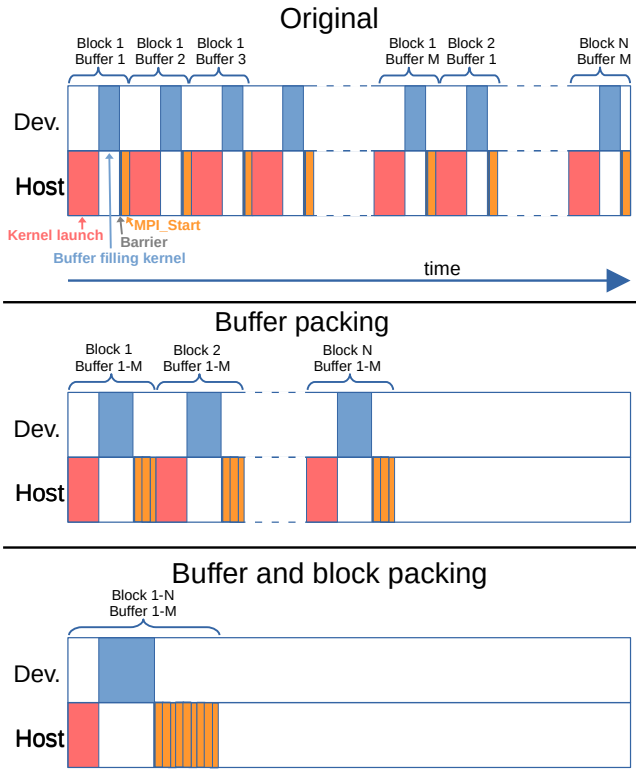 Original
Block 1 Block 1 Block 1 Block 1 Block 2 Block N
Buffer 1 Buffer 2 Buffer 3 Buffer M Buffer 1 Buffer M
Dev.
Host
MPI_Start
Kernel launch
Barrier
Buffer filling kernel
time
Buffer packing
Block 1 Block 2 Block N
Buffer 1-M Buffer 1-M Buffer 1-M
Dev.
Host
Buffer and block packing
Block 1-N
Buffer 1-M
Dev.
Host